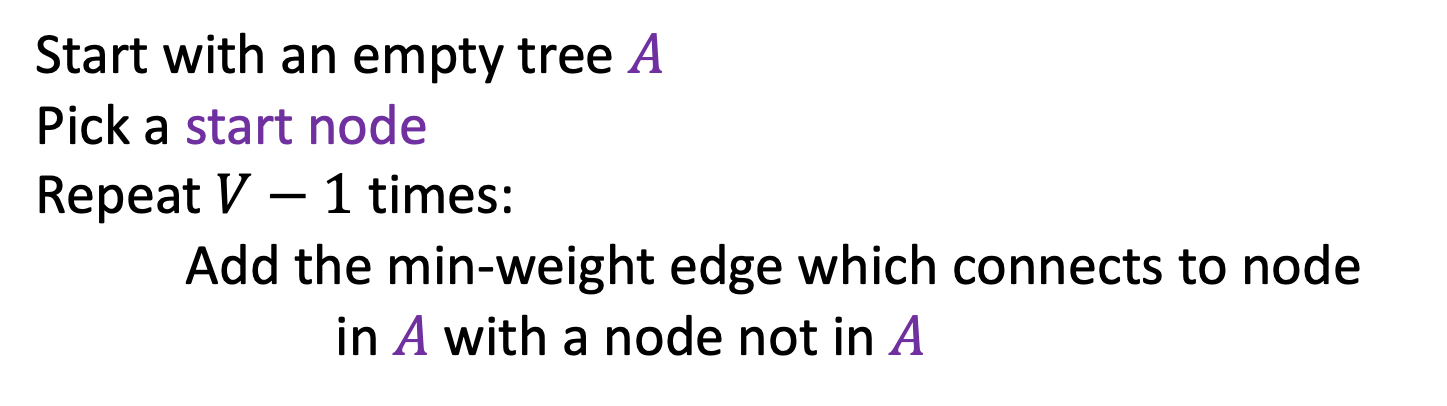 Start with an empty tree A
Pick a start node
Repeat V − 1 times:
Add the min-weight edge which connects to node
in A with a node not in A